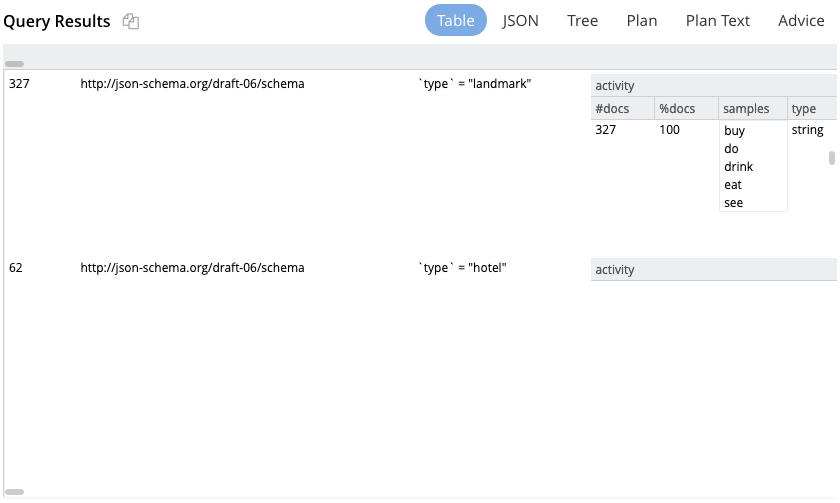 Query Results Table JSON Tree Plan Plan Text Advice
327 http://json-schema.org/draft-06/schema `type` = "landmark" activity
#docs %docs samples type
327 100 buy string
do
drink
eat
see
62 http://json-schema.org/draft-06/schema `type` = "hotel" activity